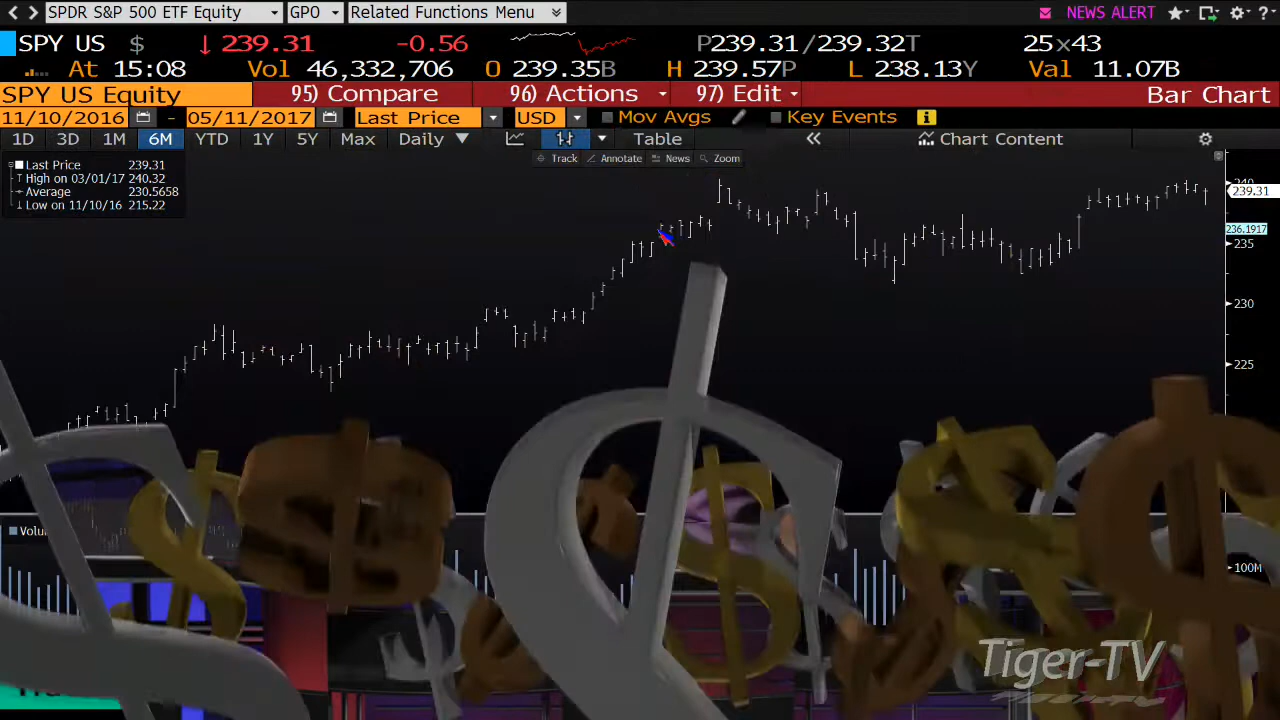 SPDR S&P 500 ETF Equity GPO Related Functions Menu NEWS ALERT ?
SPY US $ ↓ 239.31 -0.56 P239.31/239.32T 25x43
At 15:08 Vol 46,332,706 O 239.35B H 239.57P L 238.13Y Val 11.07B
SPY US Equity 95) Compare 96) Actions 97) Edit Bar Chart
11/10/2016 - 05/11/2017 Last Price USD Mov Avgs Key Events
1D 3D 1M 6M YTD 1Y 5Y Max Daily Table « Chart Content
Track Annotate News Zoom
Last Price 239.31
High on 03/01/17 240.32
Average 230.5658
Low on 11/10/16 215.22
240
239.31
236.1917
235
230
225
100M
Tiger-TV